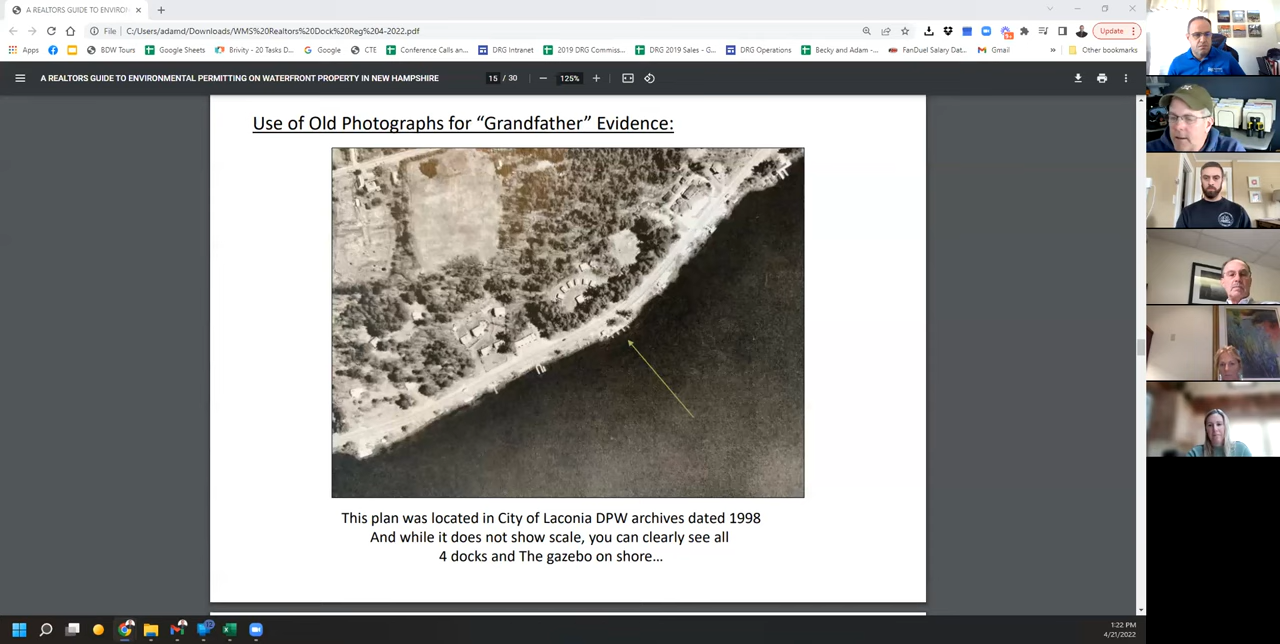 A REALTORS GUIDE TO ENVIRON
File
C:/Users/adamd/Downloads/WMS%20Realtors%20Dock%20Reg%204-2022.pdf
Update
Apps
BDW Tours
Google Sheets
Brivity - 20 Tasks D...
Google
CTE
Conference Calls an...
DRG Intranet
2019 DRG Commiss...
DRG 2019 Sales - G...
DRG Operations
Becky and Adam -...
FanDuel Salary Dat...
Gmail
»
Other bookmarks
A REALTORS GUIDE TO ENVIRONMENTAL PERMITTING ON WATERFRONT PROPERTY IN NEW HAMPSHIRE
15 / 30
125%
Use of Old Photographs for “Grandfather” Evidence:
This plan was located in City of Laconia DPW archives dated 1998
And while it does not show scale, you can clearly see all
4 docks and The gazebo on shore...
1:22 PM
4/21/2022